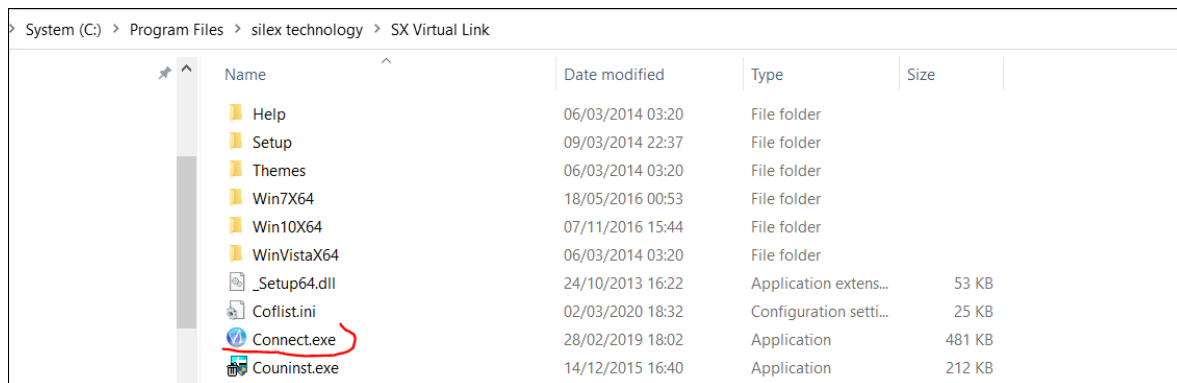 System (C:) > Program Files > silex technology > SX Virtual Link
Name Date modified Type Size
Help 06/03/2014 03:20 File folder
Setup 09/03/2014 22:37 File folder
Themes 06/03/2014 03:20 File folder
Win7X64 18/05/2016 00:53 File folder
Win10X64 07/11/2016 15:44 File folder
WinVistaX64 06/03/2014 03:20 File folder
_Setup64.dll 24/10/2013 16:22 Application extens... 53 KB
Coflist.ini 02/03/2020 18:32 Configuration setti... 25 KB
Connect.exe 28/02/2019 18:02 Application 481 KB
Couninst.exe 14/12/2015 16:40 Application 212 KB